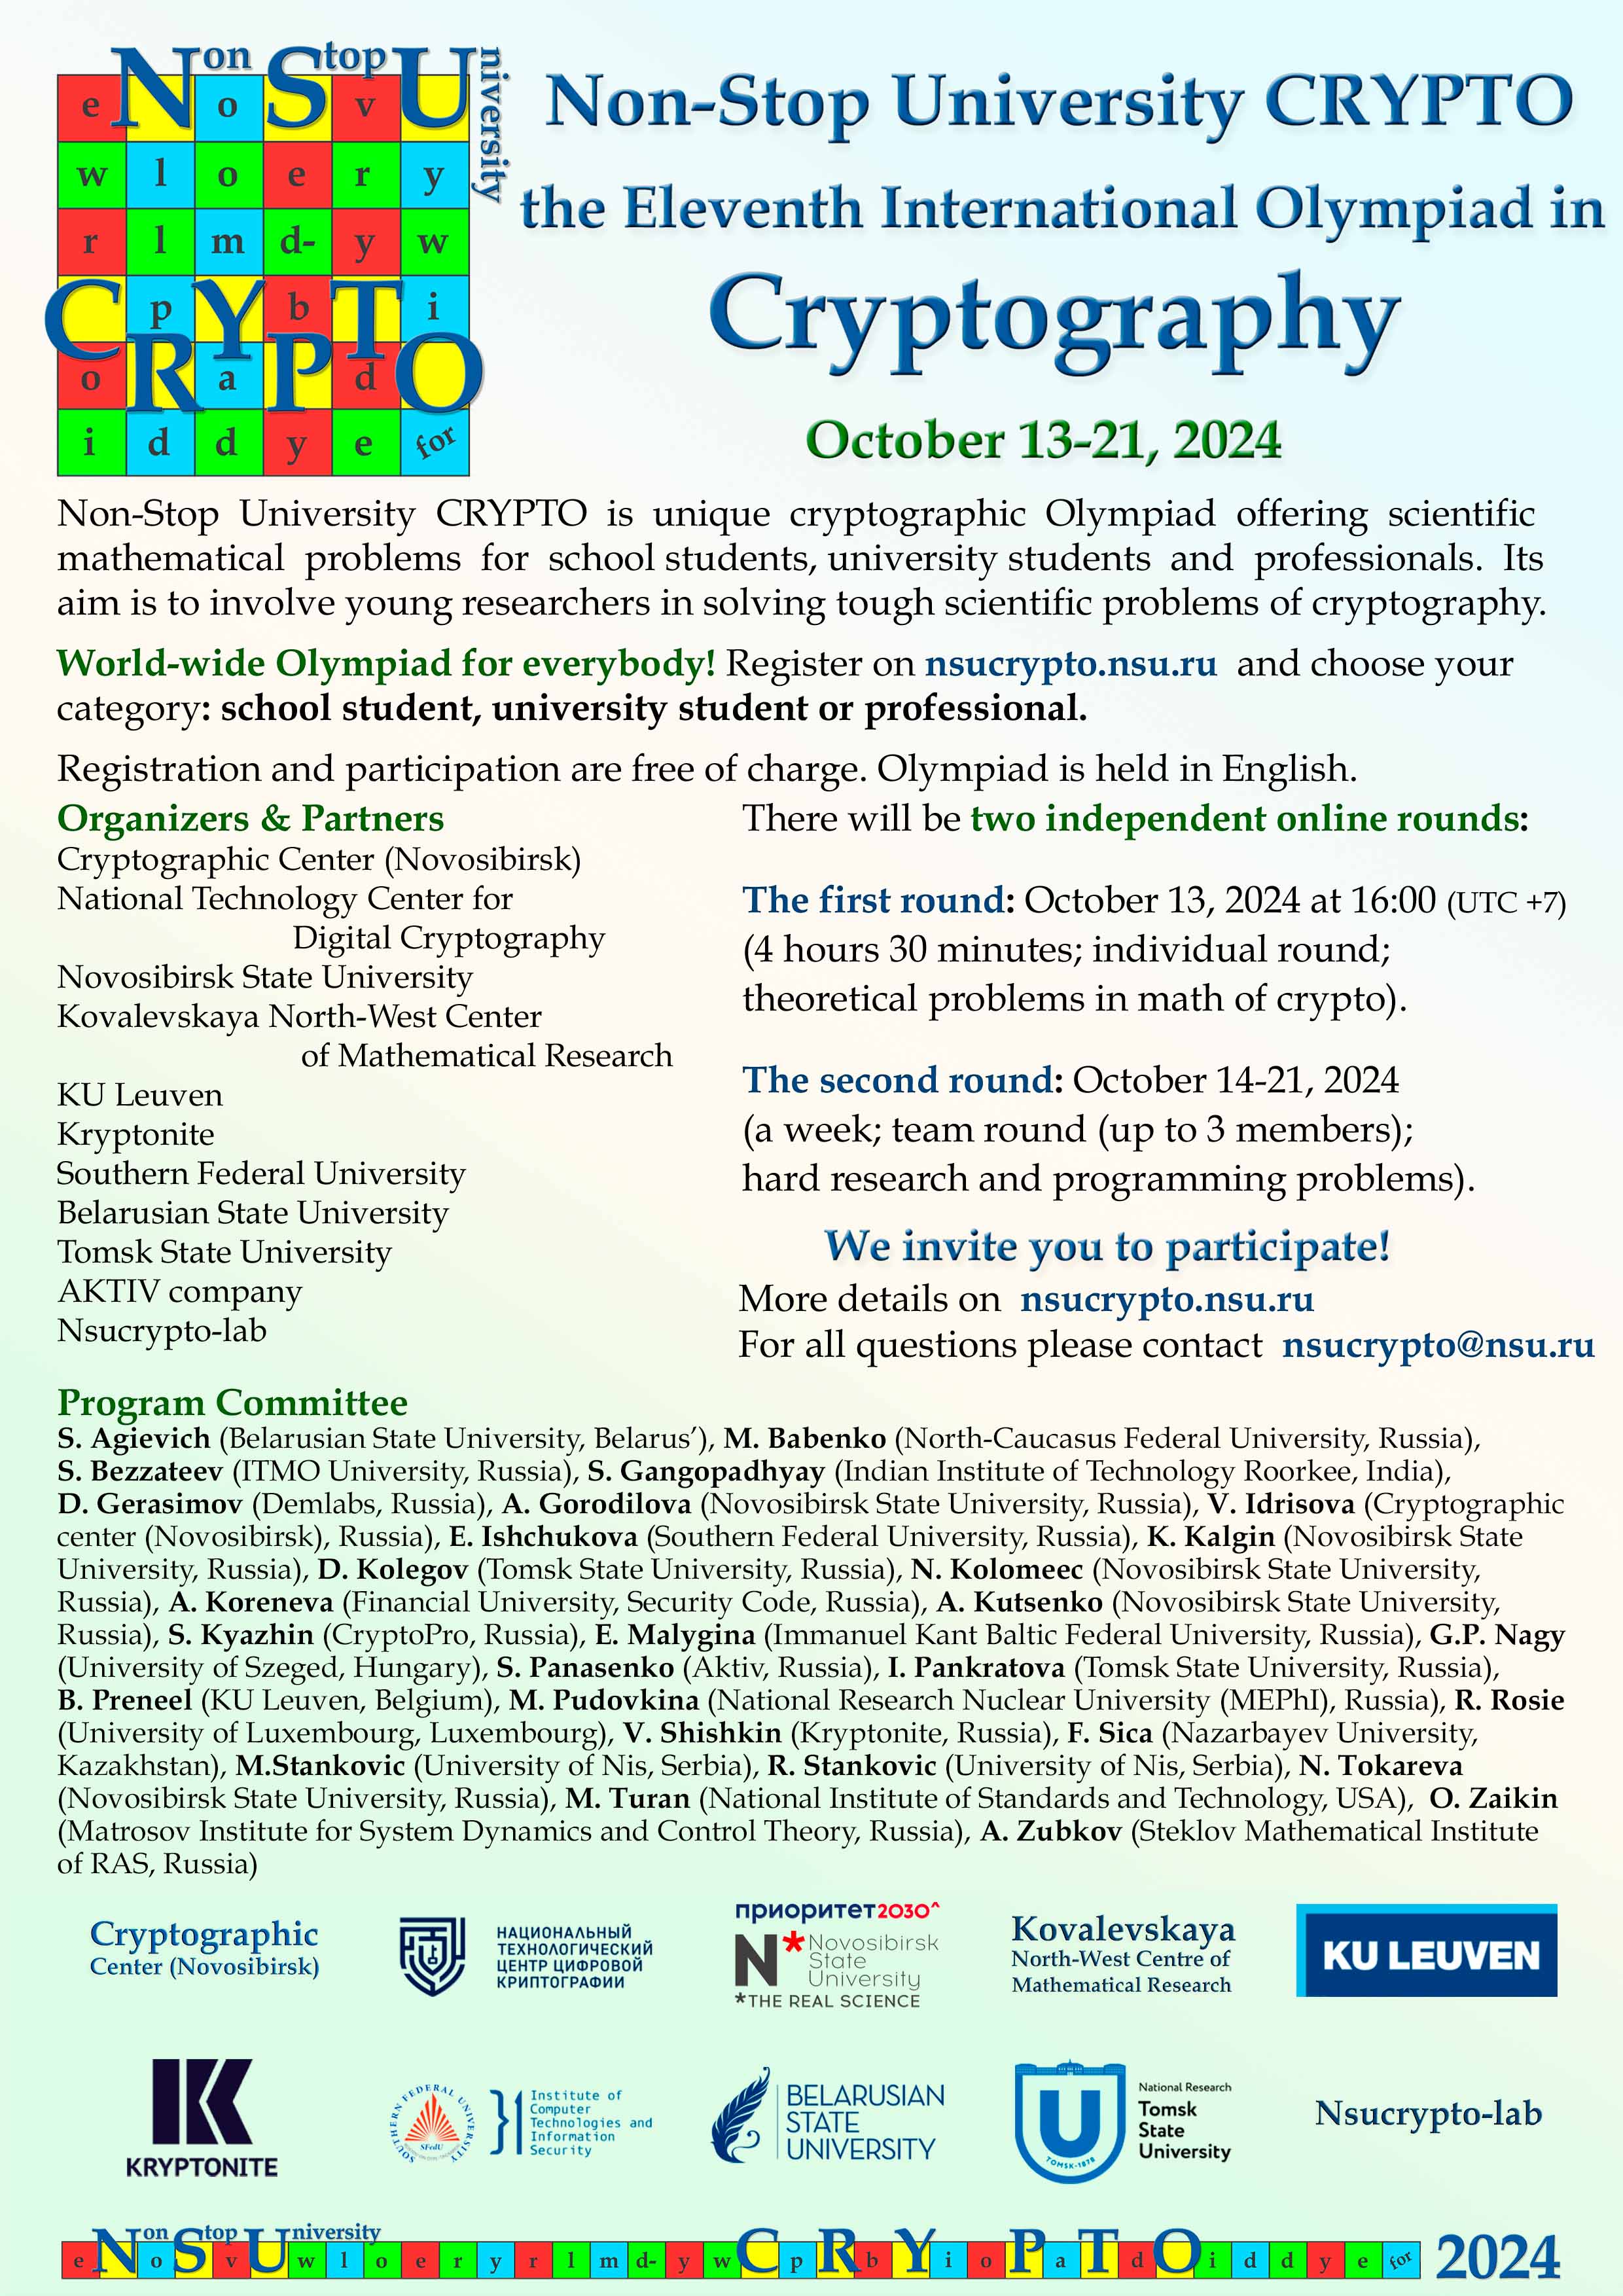 Non Stop University
e N o S v U
w l o e r y
r l m d- y w
C p Y b T i
o R a P d O
i d d y e for
Non-Stop University CRYPTO
the Eleventh International Olympiad in
Cryptography
October 13-21, 2024
Non-Stop University CRYPTO is unique cryptographic Olympiad offering scientific
mathematical problems for school students, university students and professionals. Its
aim is to involve young researchers in solving tough scientific problems of cryptography.
World-wide Olympiad for everybody! Register on nsucrypto.nsu.ru and choose your
category: school student, university student or professional.
Registration and participation are free of charge. Olympiad is held in English.
Organizers & Partners
Cryptographic Center (Novosibirsk)
National Technology Center for
Digital Cryptography
Novosibirsk State University
Kovalevskaya North-West Center
of Mathematical Research
KU Leuven
Kryptonite
Southern Federal University
Belarusian State University
Tomsk State University
AKTIV company
Nsucrypto-lab
There will be two independent online rounds:
The first round: October 13, 2024 at 16:00 (UTC +7)
(4 hours 30 minutes; individual round;
theoretical problems in math of crypto).
The second round: October 14-21, 2024
(a week; team round (up to 3 members);
hard research and programming problems).
We invite you to participate!
More details on nsucrypto.nsu.ru
For all questions please contact nsucrypto@nsu.ru
Program Committee
S. Agievich (Belarusian State University, Belarus’), M. Babenko (North-Caucasus Federal University, Russia),
S. Bezzateev (ITMO University, Russia), S. Gangopadhyay (Indian Institute of Technology Roorkee, India),
D. Gerasimov (Demlabs, Russia), A. Gorodilova (Novosibirsk State University, Russia), V. Idrisova (Cryptographic
center (Novosibirsk), Russia), E. Ishchukova (Southern Federal University, Russia), K. Kalgin (Novosibirsk State
University, Russia), D. Kolegov (Tomsk State University, Russia), N. Kolomeec (Novosibirsk State University,
Russia), A. Koreneva (Financial University, Security Code, Russia), A. Kutsenko (Novosibirsk State University,
Russia), S. Kyazhin (CryptoPro, Russia), E. Malygina (Immanuel Kant Baltic Federal University, Russia), G.P. Nagy
(University of Szeged, Hungary), S. Panasenko (Aktiv, Russia), I. Pankratova (Tomsk State University, Russia),
B. Preneel (KU Leuven, Belgium), M. Pudovkina (National Research Nuclear University (MEPhI), Russia), R. Rosie
(University of Luxembourg, Luxembourg), V. Shishkin (Kryptonite, Russia), F. Sica (Nazarbayev University,
Kazakhstan), M.Stankovic (University of Nis, Serbia), R. Stankovic (University of Nis, Serbia), N. Tokareva
(Novosibirsk State University, Russia), M. Turan (National Institute of Standards and Technology, USA), O. Zaikin
(Matrosov Institute for System Dynamics and Control Theory, Russia), A. Zubkov (Steklov Mathematical Institute
of RAS, Russia)
Cryptographic
Center (Novosibirsk)
НАЦИОНАЛЬНЫЙ
ТЕХНОЛОГИЧЕСКИЙ
ЦЕНТР ЦИФРОВОЙ
КРИПТОГРАФИИ
приоритет2030^
N* Novosibirsk
State
University
*THE REAL SCIENCE
Kovalevskaya
North-West Centre of
Mathematical Research
KU LEUVEN
KRYPTONITE
SOUTHERN FEDERAL UNIVERSITY
SFedU
Institute of
Computer
Technologies and
Information
Security
BELARUSIAN
STATE
UNIVERSITY
U
TOMSK-1878
National Research
Tomsk
State
University
Nsucrypto-lab
Non Stop University
e N o S v U w l o e r y r l m d- y w C p R b Y i o P a T d O i d d y e for 2024